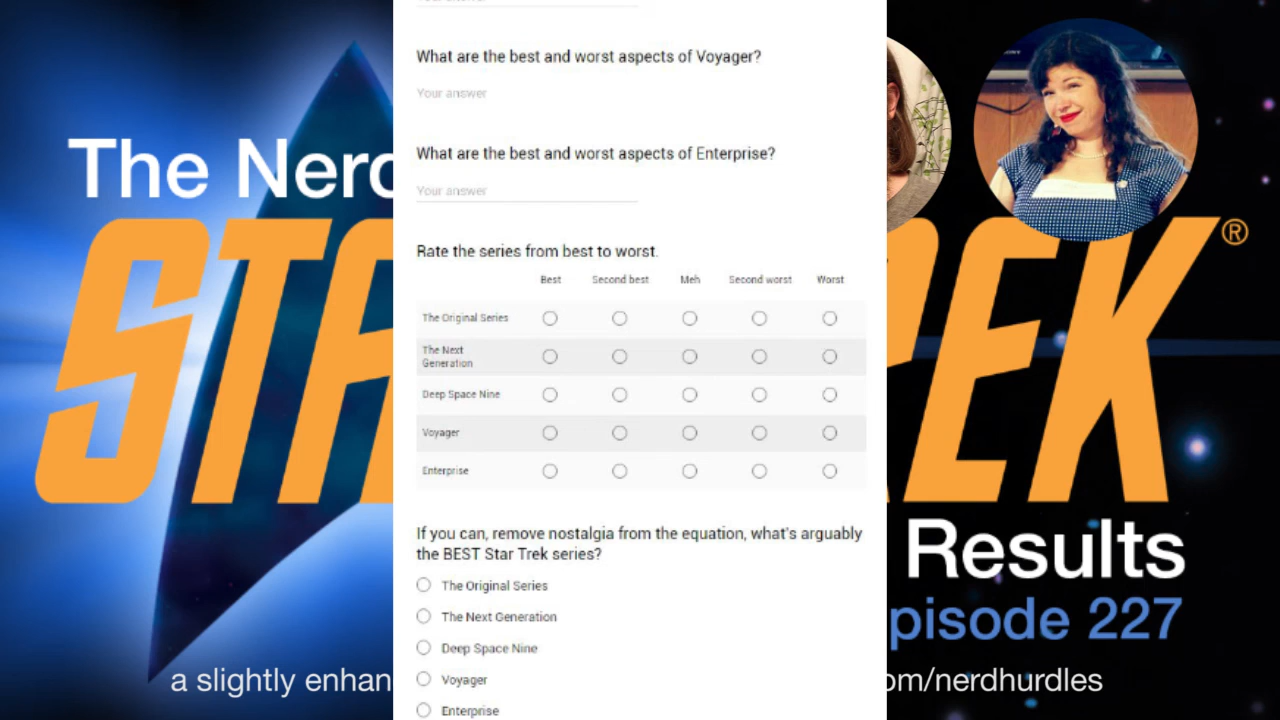 Your answer
What are the best and worst aspects of Voyager?
Your answer
What are the best and worst aspects of Enterprise?
Your answer
Rate the series from best to worst.
Best Second best Meh Second worst Worst
The Original Series
The Next
Generation
Deep Space Nine
Voyager
Enterprise
If you can, remove nostalgia from the equation, what's arguably
the BEST Star Trek series?
The Original Series
The Next Generation
Deep Space Nine
Voyager
Enterprise
The Nerd
STA
REK®
Results
pisode 227
a slightly enhan
om/nerdhurdles